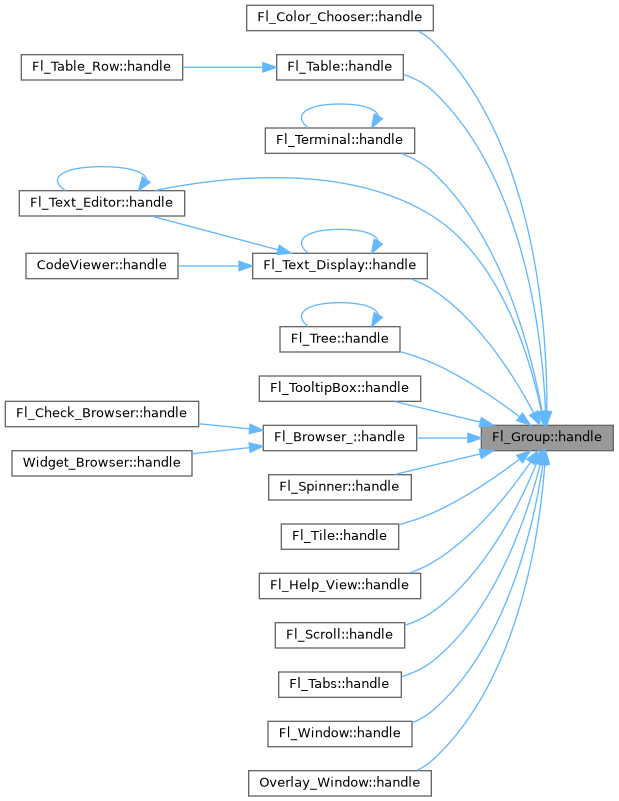 Fl_Color_Chooser::handle
Fl_Table_Row::handle
Fl_Table::handle
Fl_Terminal::handle
Fl_Text_Editor::handle
CodeViewer::handle
Fl_Text_Display::handle
Fl_Tree::handle
Fl_TooltipBox::handle
Fl_Check_Browser::handle
Fl_Browser_::handle
Fl_Group::handle
Widget_Browser::handle
Fl_Spinner::handle
Fl_Tile::handle
Fl_Help_View::handle
Fl_Scroll::handle
Fl_Tabs::handle
Fl_Window::handle
Overlay_Window::handle